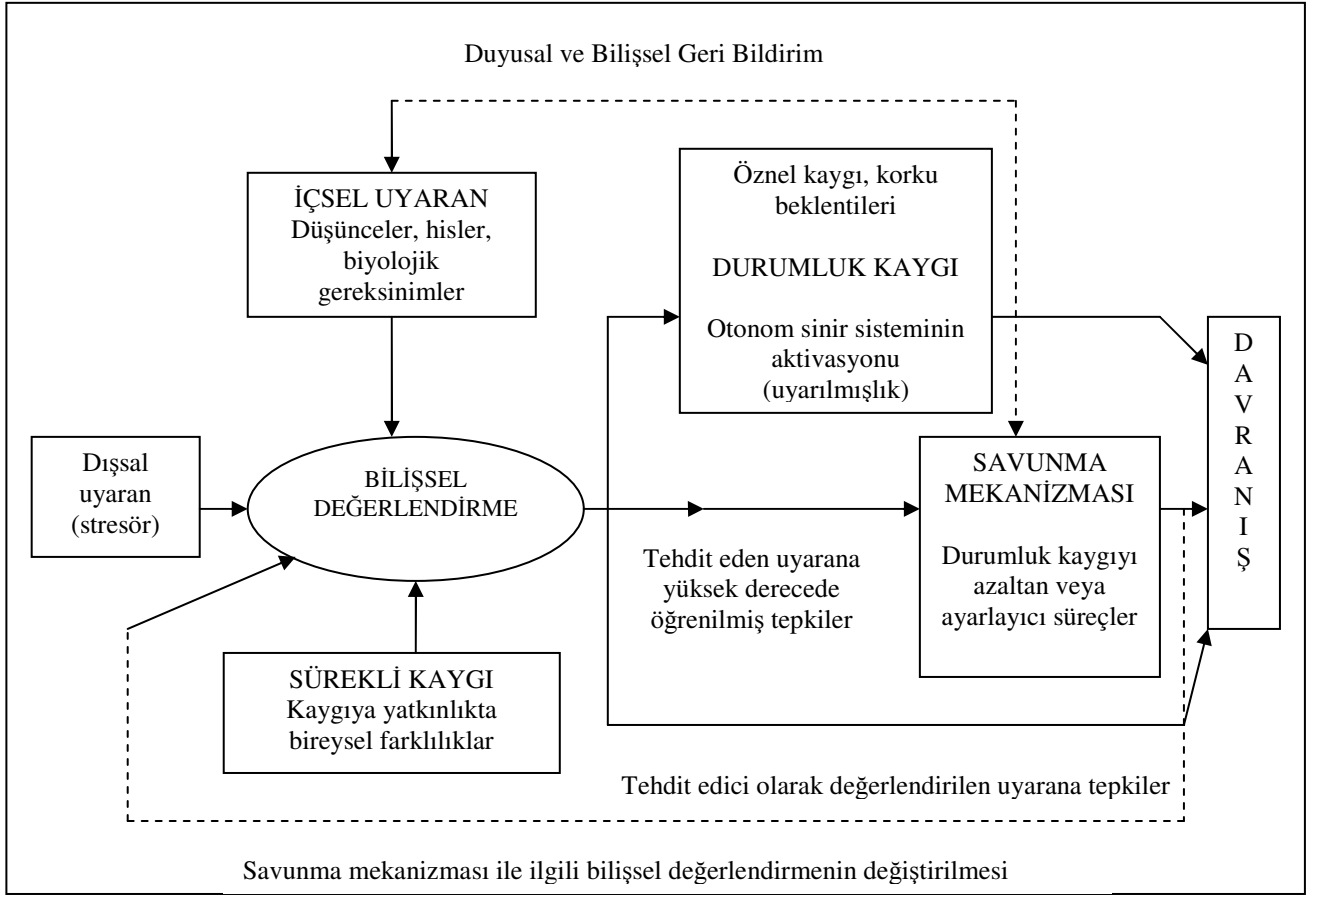 Duyusal ve Bilişsel Geri Bildirim
İÇSEL UYARAN
Düşünceler, hisler,
biyolojik
gereksinimler
Öznel kaygı, korku
beklentileri
DURUMLUK KAYGI
Otonom sinir sisteminin
aktivasyonu
(uyarılmışlık)
Dışsal
uyaran
(stresör)
BİLİŞSEL
DEĞERLENDİRME
Tehdit eden uyarana
yüksek derecede
öğrenilmiş tepkiler
SAVUNMA
MEKANİZMASI
Durumluk kaygıyı
azaltan veya
ayarlayıcı süreçler
D
A
V
R
A
N
I
Ş
SÜREKLİ KAYGI
Kaygıya yatkınlıkta
bireysel farklılıklar
Tehdit edici olarak değerlendirilen uyarana tepkiler
Savunma mekanizması ile ilgili bilişsel değerlendirmenin değiştirilmesi